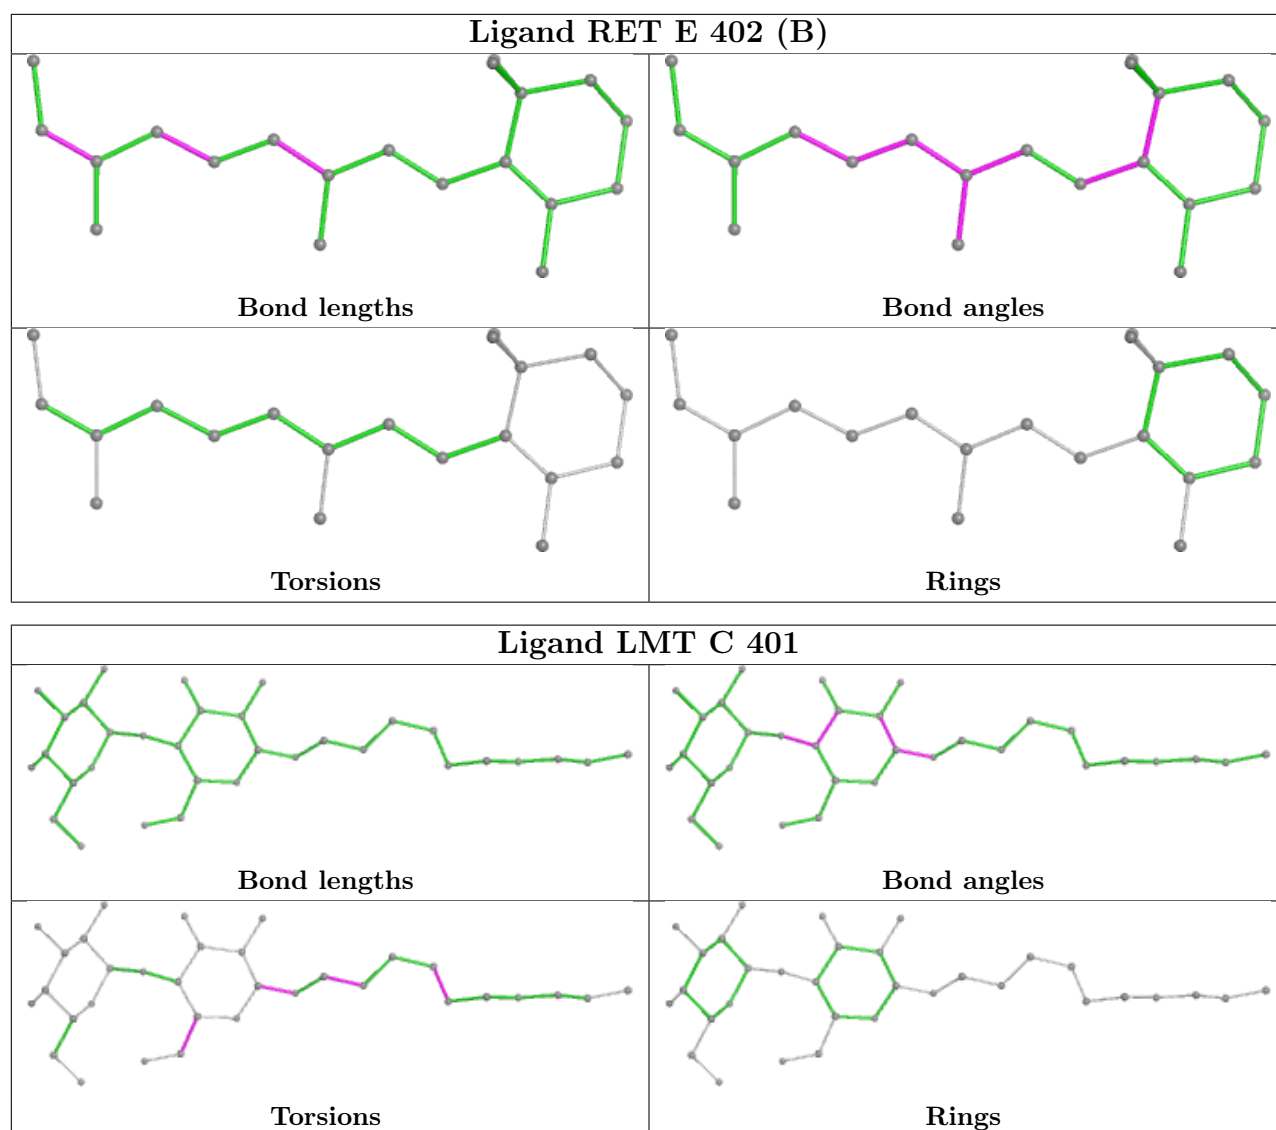 Ligand RET E 402 (B)
Bond lengths
Bond angles
Torsions
Rings
Ligand LMT C 401
Bond lengths
Bond angles
Torsions
Rings